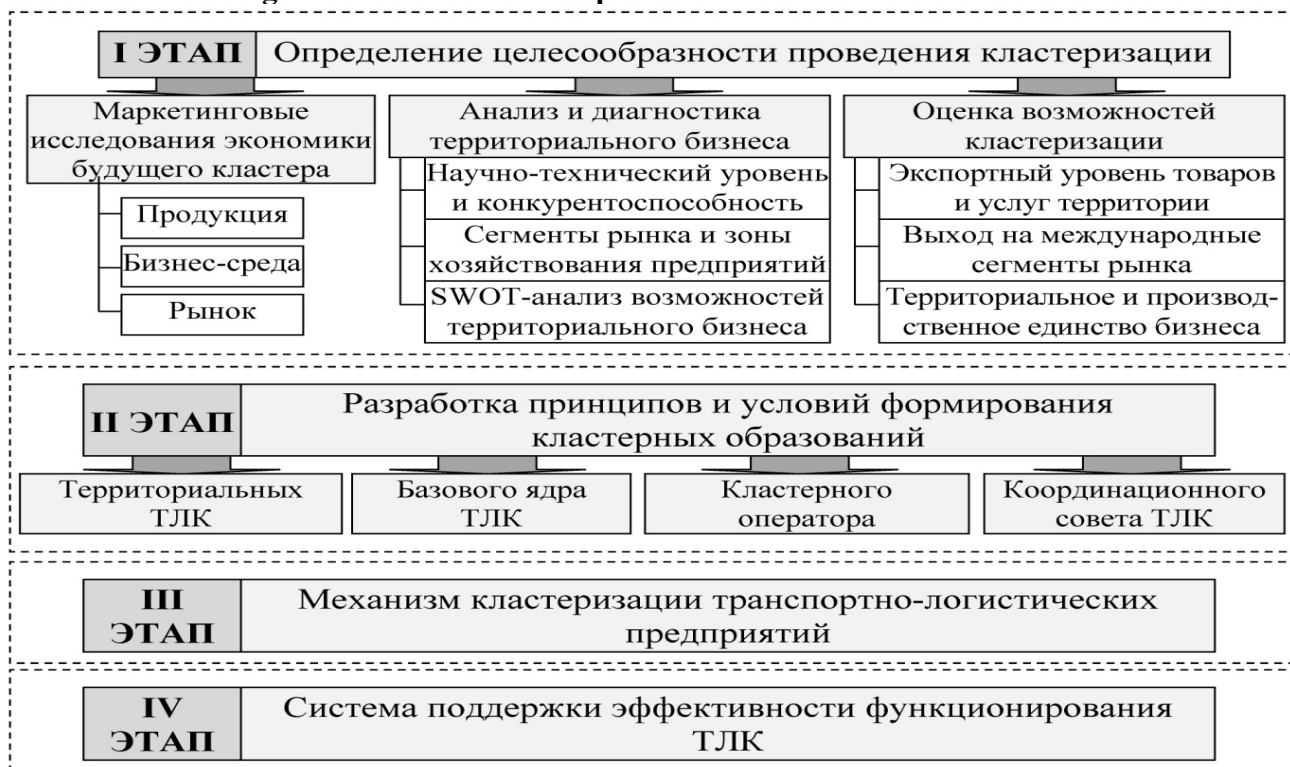 I ЭТАП
Определение целесообразности проведения кластеризации
Маркетинговые
исследования экономики
будущего кластера
Продукция
Бизнес-среда
Рынок
Анализ и диагностика
территориального бизнеса
Научно-технический уровень
и конкурентоспособность
Сегменты рынка и зоны
хозяйствования предприятий
SWOT-анализ возможностей
территориального бизнеса
Оценка возможностей
кластеризации
Экспортный уровень товаров
и услуг территории
Выход на международные
сегменты рынка
Территориальное и производ-
ственное единство бизнеса
II ЭТАП
Разработка принципов и условий формирования
кластерных образований
Территориальных
ТЛК
Базового ядра
ТЛК
Кластерного
оператора
Координационного
совета ТЛК
III
ЭТАП
Механизм кластеризации транспортно-логистических
предприятий
IV
ЭТАП
Система поддержки эффективности функционирования
ТЛК